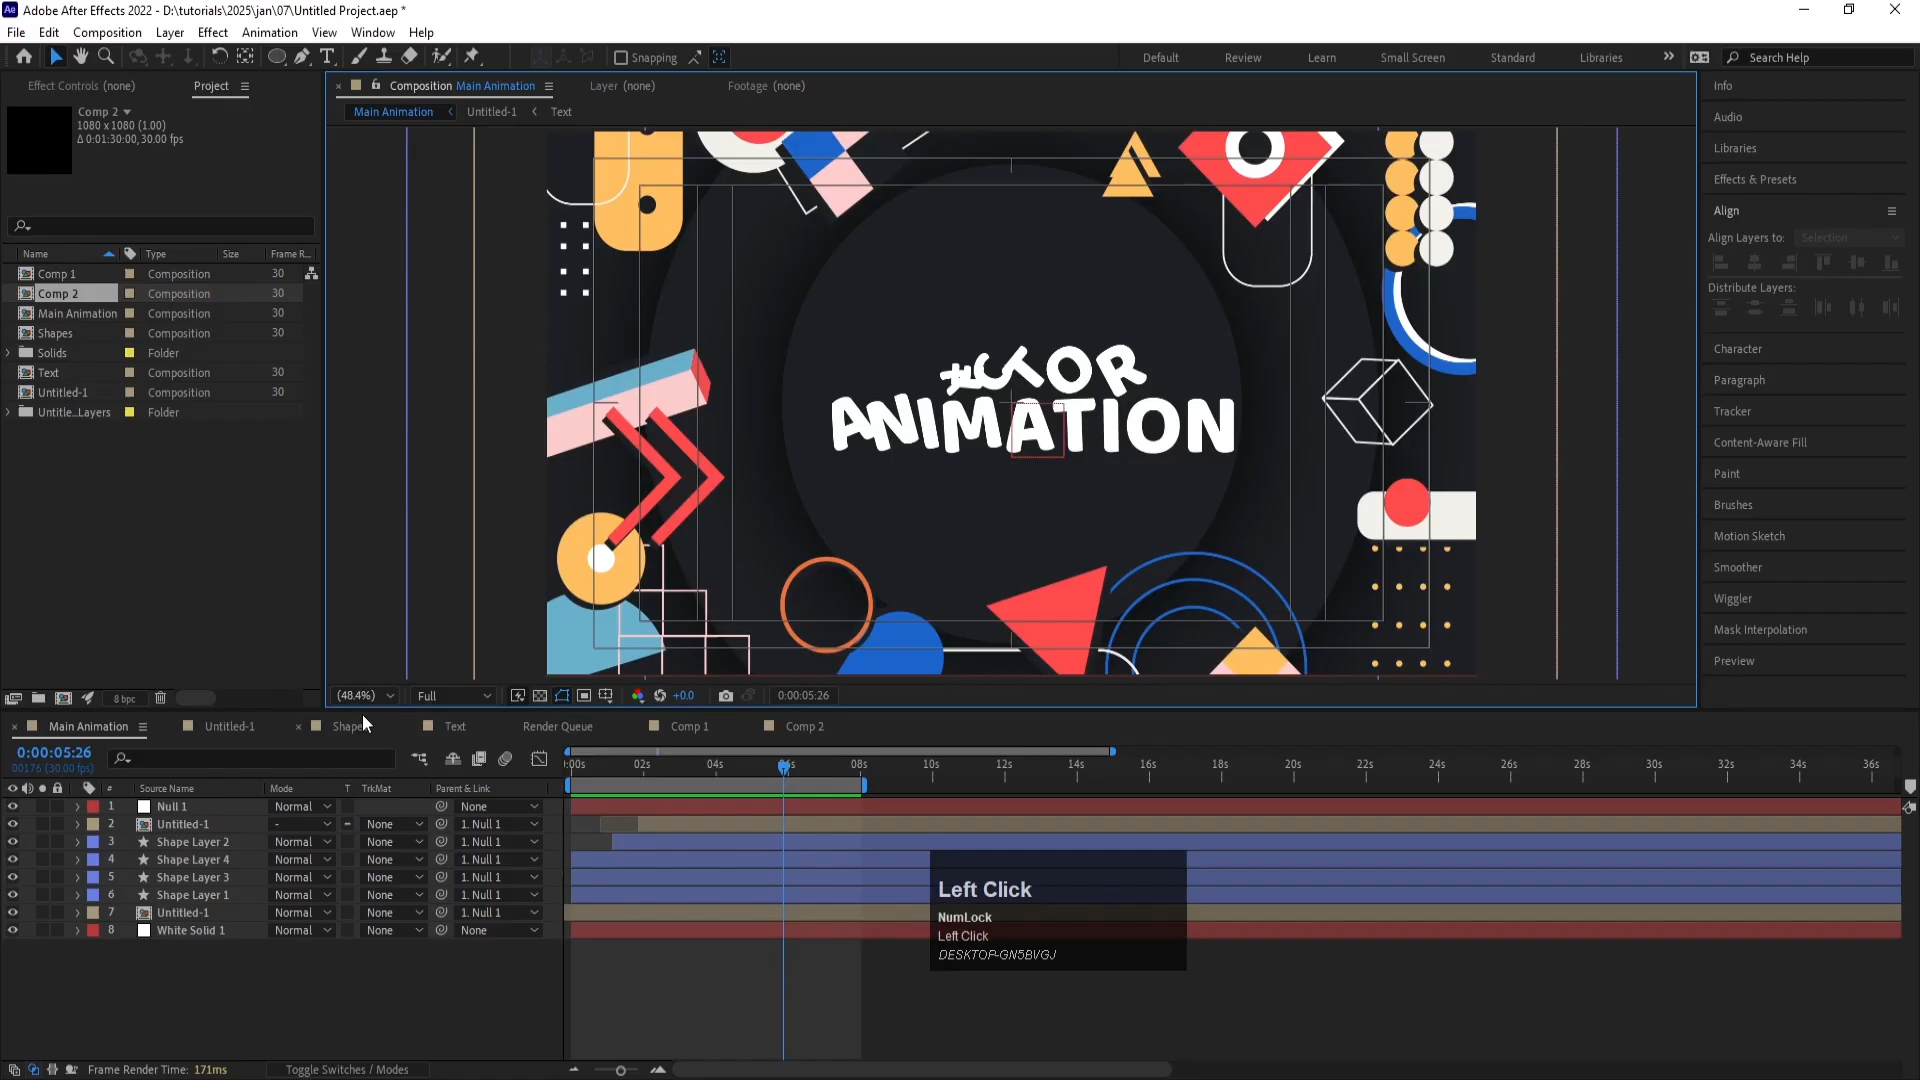 Adobe After Effects 2022 - D:\tutorials\2025\jan\07\Untitled Project.aep *
File Edit Composition Layer Effect Animation View Window Help
Snapping
Default Review Learn Small Screen Standard Libraries
Search Help
Effect Controls (none) Project
Comp 2
1080 x 1080 (1.00)
Δ 0:01:30:00, 30.00 fps
Name Type Size Frame R...
Comp 1 Composition 30
Comp 2 Composition 30
Main Animation Composition 30
Shapes Composition 30
Solids Folder
Text Composition 30
Untitled-1 Composition 30
Untitle...Layers Folder
8 bpc
Composition Main Animation
Layer (none)
Footage (none)
Main Animation Untitled-1 Text
CTOR
ANIMATION
(48.4%) Full +0.0 0:00:05:26
Info
Audio
Libraries
Effects & Presets
Align
Align Layers to: Selection
Distribute Layers:
Character
Paragraph
Tracker
Content-Aware Fill
Paint
Brushes
Motion Sketch
Smoother
Wiggler
Mask Interpolation
Preview
Main Animation Untitled-1 Shape Text Render Queue Comp 1 Comp 2
0:00:05:26
00176 (30.00 fps)
:00s 02s 04s 06s 08s 10s 12s 14s 16s 18s 20s 22s 24s 26s 28s 30s 32s 34s 36s
# Source Name Mode T TrkMat Parent & Link
1 Null 1 Normal None
2 Untitled-1 - None 1. Null 1
3 Shape Layer 2 Normal None 1. Null 1
4 Shape Layer 4 Normal None 1. Null 1
5 Shape Layer 3 Normal None 1. Null 1
6 Shape Layer 1 Normal None 1. Null 1
7 Untitled-1 Normal None 1. Null 1
8 White Solid 1 Normal None None
Left Click
NumLock
Left Click
DESKTOP-GN5BVGJ
Frame Render Time: 171ms
Toggle Switches / Modes